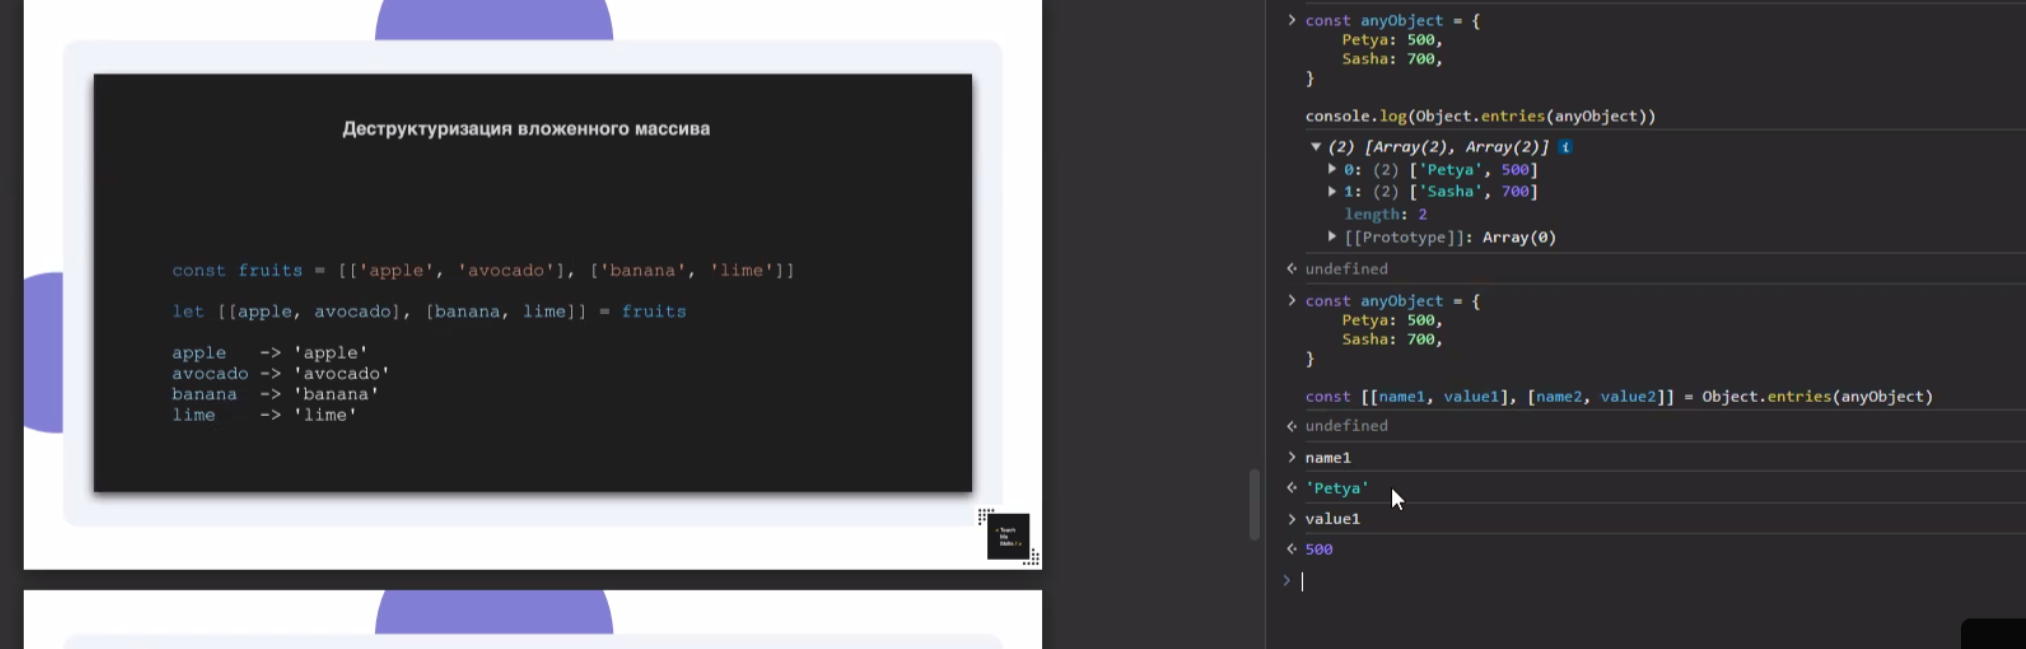 Деструктуризация вложенного массива
const fruits = [['apple', 'avocado'], ['banana', 'lime']]
let [[apple, avocado], [banana, lime]] = fruits
apple -> 'apple'
avocado -> 'avocado'
banana -> 'banana'
lime -> 'lime'
const anyObject = {
Petya: 500,
Sasha: 700,
}
console.log(Object.entries(anyObject))
(2) [Array(2), Array(2)]
0: (2) ['Petya', 500]
1: (2) ['Sasha', 700]
length: 2
[[Prototype]]: Array(0)
undefined
const anyObject = {
Petya: 500,
Sasha: 700,
}
const [[name1, value1], [name2, value2]] = Object.entries(anyObject)
undefined
name1
'Petya'
value1
500